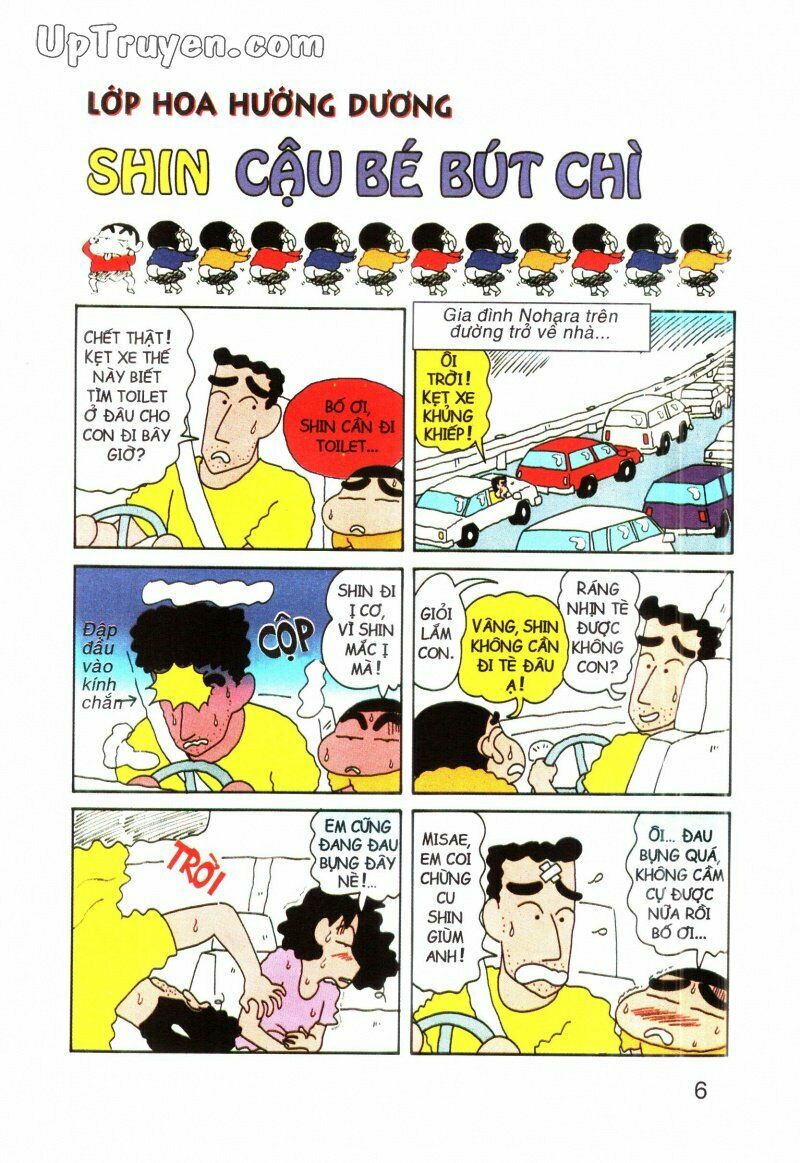 UpTruyen.com
LỚP HOA HƯỚNG DƯƠNG
SHIN CẬU BÉ BÚT CHÌ
Gia đình Nohara trên
đường trở về nhà...
ÔI
TRỜI!
KẸT XE
KHỦNG
KHIẾP!
BỐ ƠI,
SHIN CẦN ĐI
TOILET...
CHẾT THẬT!
KẸT XE THẾ
NÀY BIẾT
TÌM TOILET
Ở ĐÂU CHO
CON ĐI BÂY
GIỜ?
RÁNG
NHỊN TÈ
ĐƯỢC
KHÔNG
CON?
VÂNG, SHIN
KHÔNG CẦN
ĐI TÈ ĐÂU
Ạ!
GIỎI
LẮM
CON.
SHIN ĐI
Ị CƠ,
VÌ SHIN
MẮC Ị
MÀ!
CỘP
Đập
đầu
vào
kính
chắn
ÔI... ĐAU
BỤNG QUÁ,
KHÔNG CẦM
CỰ ĐƯỢC
NỮA RỒI
BỐ ƠI...
MISAE,
EM COI
CHỪNG
CU
SHIN
GIÙM
ANH!
EM CŨNG
ĐANG ĐAU
BỤNG ĐÂY
NÈ!...
TRỜI
6